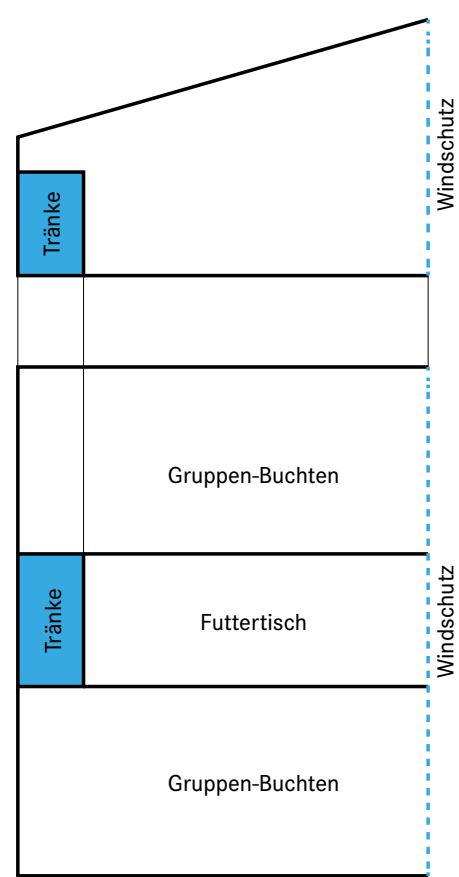 Windschutz
Tränke
Gruppen-Buchten
Tränke
Futtertisch
Windschutz
Gruppen-Buchten